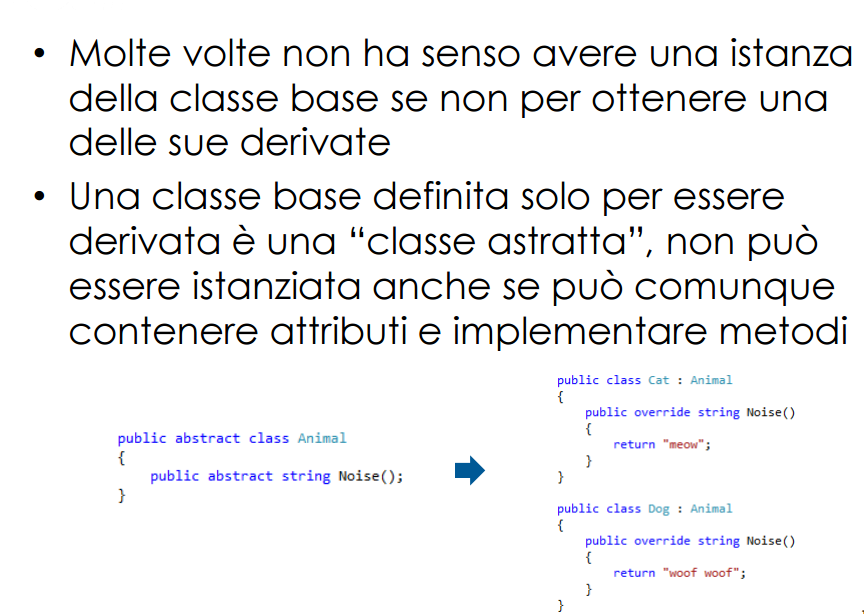 • Molte volte non ha senso avere una istanza
della classe base se non per ottenere una
delle sue derivate
• Una classe base definita solo per essere
derivata è una “classe astratta”, non può
essere istanziata anche se può comunque
contenere attributi e implementare metodi
public abstract class Animal
{
public abstract string Noise();
}
public class Cat : Animal
{
public override string Noise()
{
return "meow";
}
}
public class Dog : Animal
{
public override string Noise()
{
return "woof woof";
}
}